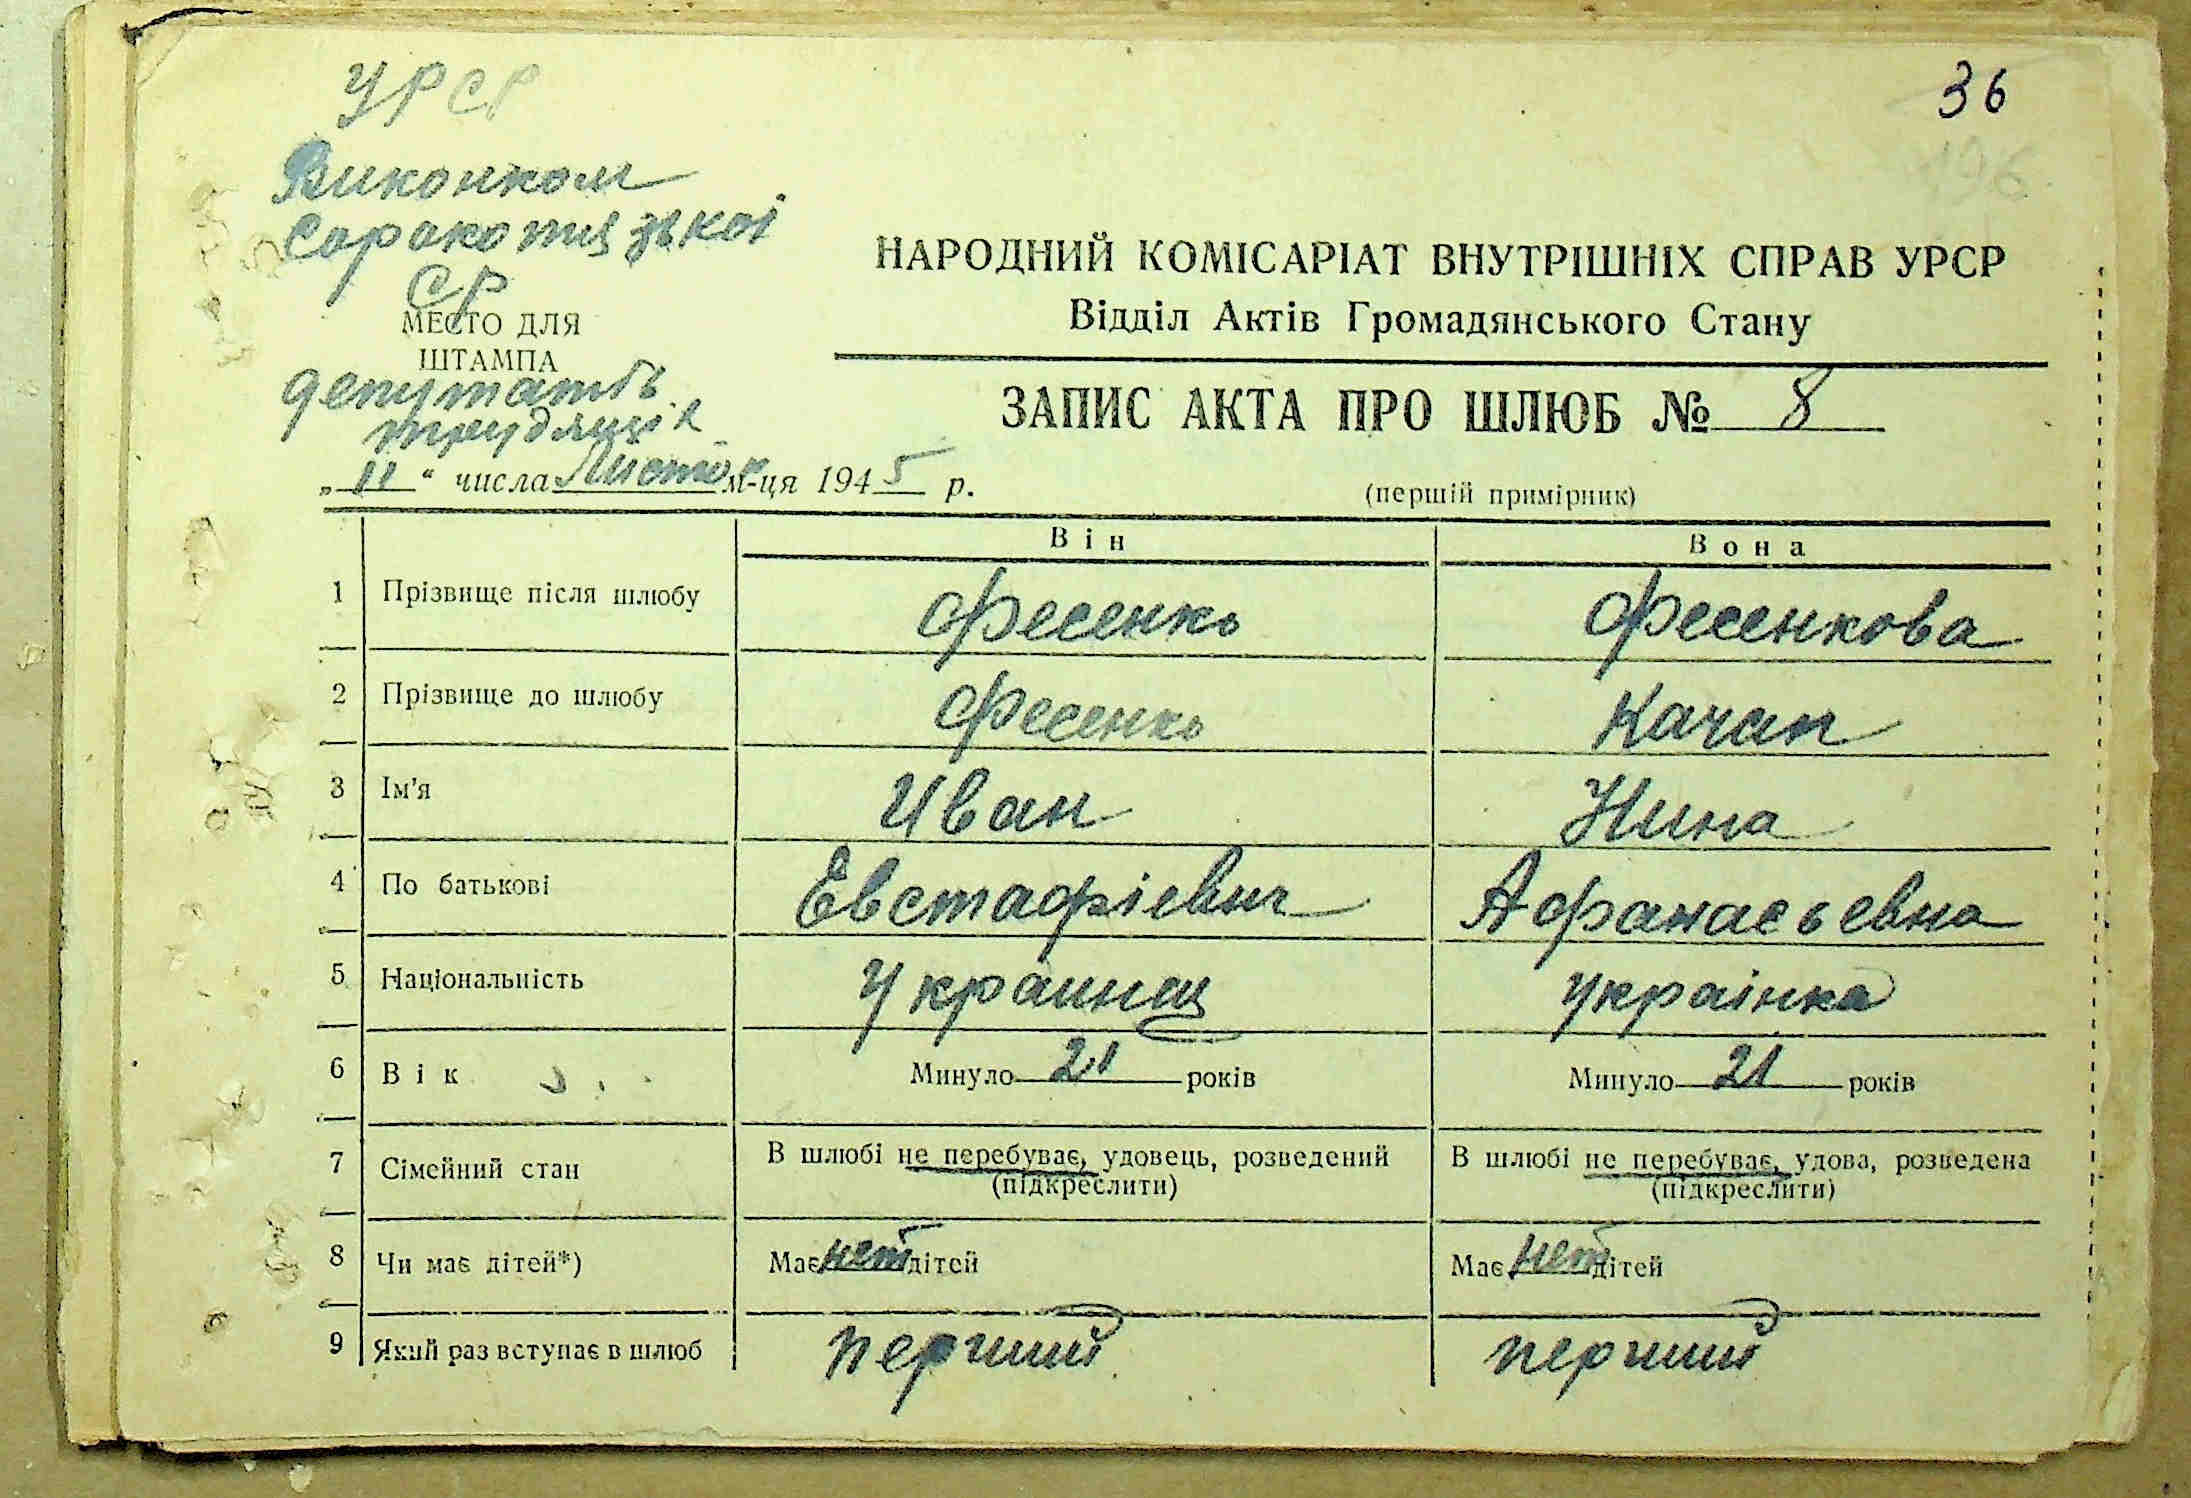 УРСР
36
196
Виконком
Сорокотязької
СР
НАРОДНИЙ КОМІСАРІАТ ВНУТРІШНІХ СПРАВ УРСР
Відділ Актів Громадянського Стану
МЕСТО ДЛЯ
ШТАМПА
депутатів
трудящих
ЗАПИС АКТА ПРО ШЛЮБ № 8
„ 11 “ числа Листоп м-ця 1945 р.
(першій примірник)
Він Вона
1 Прізвище після шлюбу Фесенко Фесенкова
2 Прізвище до шлюбу Фесенко Качан
3 Ім'я Иван Нина
4 По батькові Евстафіевич Афанасьевна
5 Національність Украинец Українка
6 Вік Минуло 21 років Минуло 21 років
7 Сімейний стан В шлюбі не перебуває, удовець, розведений В шлюбі не перебуває, удова, розведена
(підкреслити) (підкреслити)
8 Чи має дітей*) Має нет дітей Має нет дітей
9 Який раз вступає в шлюб перший перший